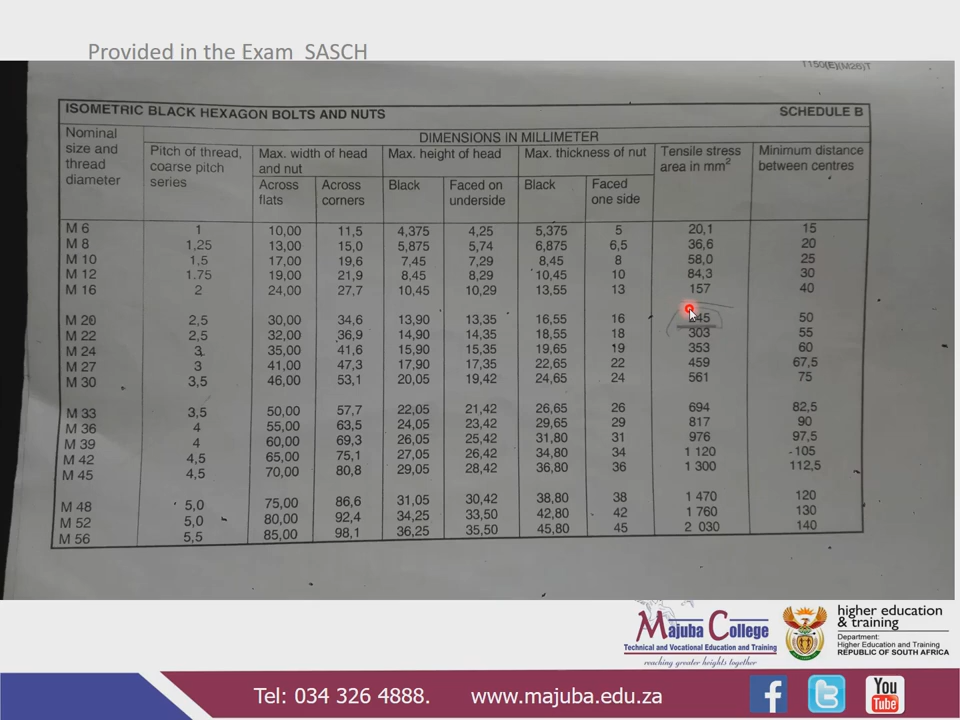 Provided in the Exam SASCH
T150(E)(M26)T
ISOMETRIC BLACK HEXAGON BOLTS AND NUTS SCHEDULE B
Nominal size and thread diameter
DIMENSIONS IN MILLIMETER
Pitch of thread, coarse pitch series
Max. width of head and nut
Max. height of head
Max. thickness of nut
Tensile stress area in mm²
Minimum distance between centres
Across flats Across corners Black Faced on underside Black Faced one side
M 6 1 10,00 11,5 4,375 4,25 5,375 5 20,1 15
M 8 1,25 13,00 15,0 5,875 5,74 6,875 6,5 36,6 20
M 10 1,5 17,00 19,6 7,45 7,29 8,45 8 58,0 25
M 12 1.75 19,00 21,9 8,45 8,29 10,45 10 84,3 30
M 16 2 24,00 27,7 10,45 10,29 13,55 13 157 40
M 20 2,5 30,00 34,6 13,90 13,35 16,55 16 50
M 22 2,5 32,00 36,9 14,90 14,35 18,55 18 303 55
M 24 3 35,00 41,6 15,90 15,35 19,65 19 353 60
M 27 3 41,00 47,3 17,90 17,35 22,65 22 459 67,5
M 30 3,5 46,00 53,1 20,05 19,42 24,65 24 561 75
M 33 3,5 50,00 57,7 22,05 21,42 26,65 26 694 82,5
M 36 4 55,00 63,5 24,05 23,42 29,65 29 817 90
M 39 4 60,00 69,3 26,05 25,42 31,80 31 976 97,5
M 42 4,5 65,00 75,1 27,05 26,42 34,80 34 1 120 105
M 45 4,5 70,00 80,8 29,05 28,42 36,80 36 1 300 112,5
M 48 5,0 75,00 86,6 31,05 30,42 38,80 38 1 470 120
M 52 5,0 80,00 92,4 34,25 33,50 42,80 42 1 760 130
M 56 5,5 85,00 98,1 36,25 35,50 45,80 45 2 030 140
Majuba College
Technical and Vocational Education and Training
reaching greater heights together
higher education
& training
Department:
Higher Education and Training
REPUBLIC OF SOUTH AFRICA
Tel: 034 326 4888. www.majuba.edu.za
You
Tube